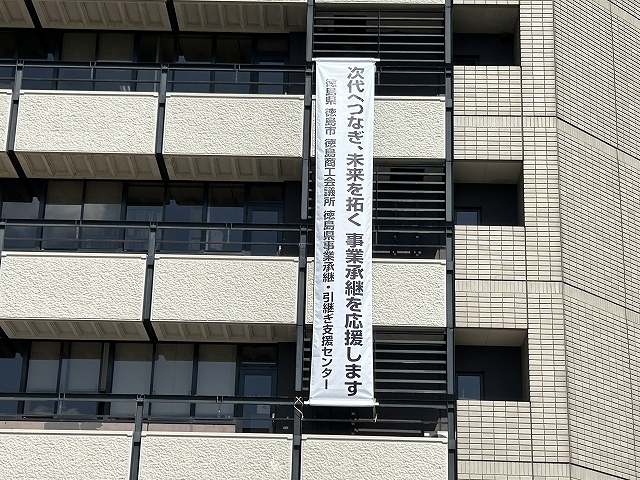 次代へつなぎ、未来を拓く 事業承継を応援します
徳島県 徳島市 徳島商工会議所 徳島県事業承継・引継ぎ支援センター